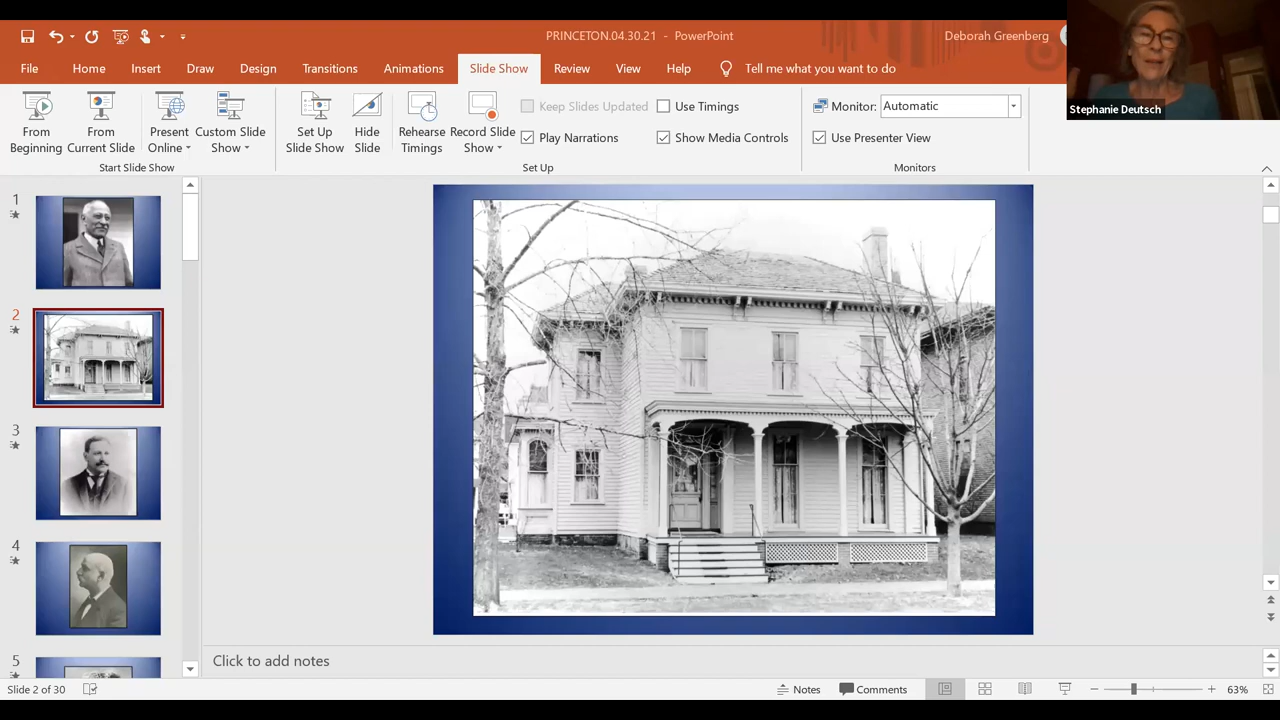 PRINCETON.04.30.21 - PowerPoint
Deborah Greenberg
File Home Insert Draw Design Transitions Animations Slide Show Review View Help Tell me what you want to do
Stephanie Deutsch
From Beginning
From Current Slide
Present Online
Custom Slide Show
Start Slide Show
Set Up Slide Show
Hide Slide
Rehearse Timings
Record Slide Show
Keep Slides Updated
Play Narrations
Use Timings
Show Media Controls
Set Up
Monitor: Automatic
Use Presenter View
Monitors
1
2
3
4
5
Click to add notes
Slide 2 of 30
Notes Comments 63%